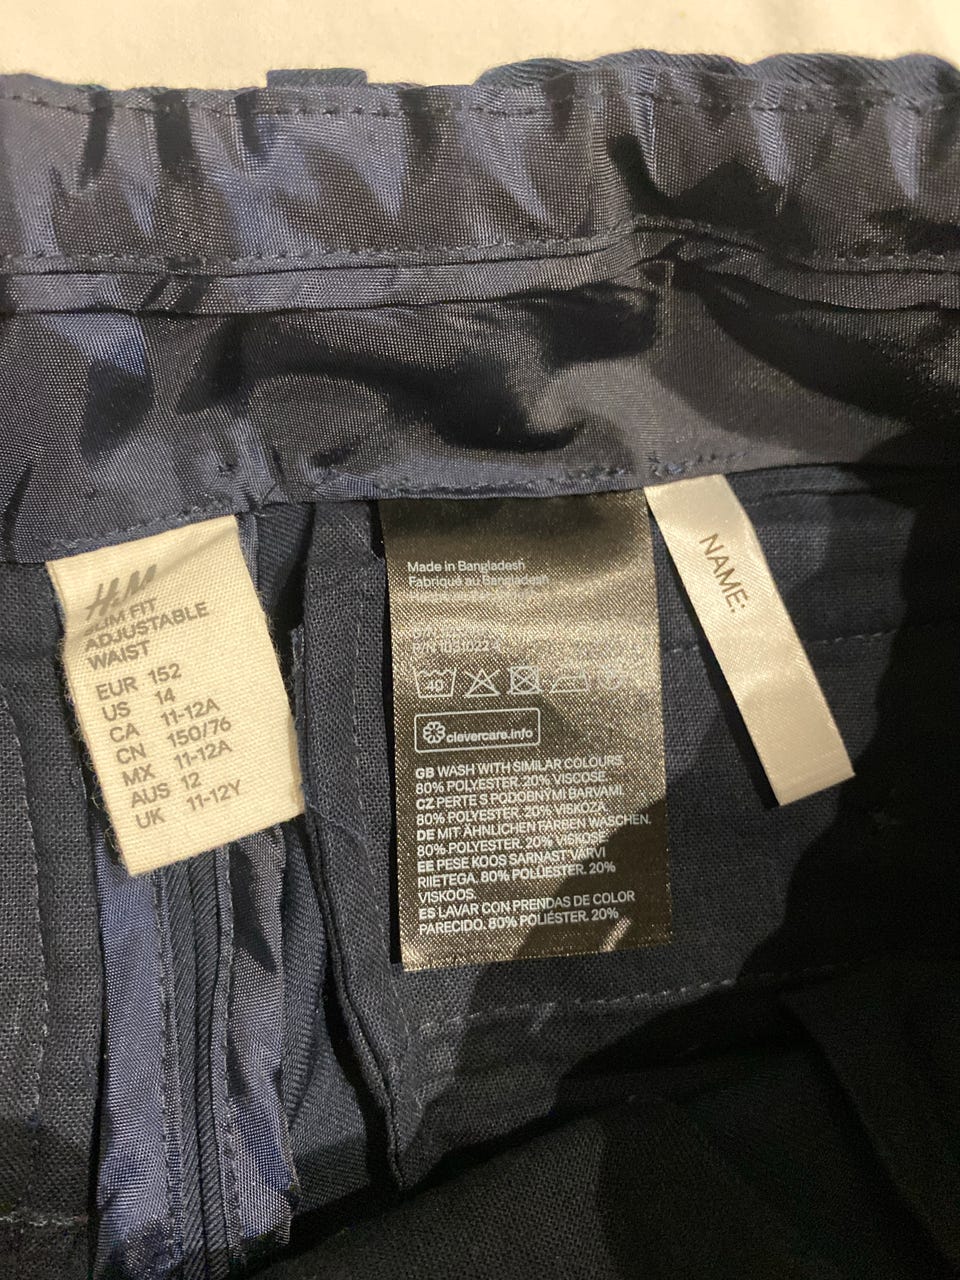 H&M
SLIM FIT
ADJUSTABLE
WAIST
EUR 152
US 14
CA 11-12A
CN 150/76
MX 11-12A
AUS 12
UK 11-12Y
Made in Bangladesh
Fabriqué au Bangladesh
40
clevercare.info
GB WASH WITH SIMILAR COLOURS.
80% POLYESTER. 20% VISCOSE.
CZ PERTE S PODOBNÝMI BARVAMI.
80% POLYESTER. 20% VISKÓZA.
DE MIT ÄHNLICHEN FARBEN WASCHEN.
80% POLYESTER. 20% VISKOSE.
EE PESE KOOS SARNAST VÄRVI
RIIETEGA. 80% POLÜESTER. 20%
VISKOOS.
ES LAVAR CON PRENDAS DE COLOR
PARECIDO. 80% POLIÉSTER. 20%
NAME: